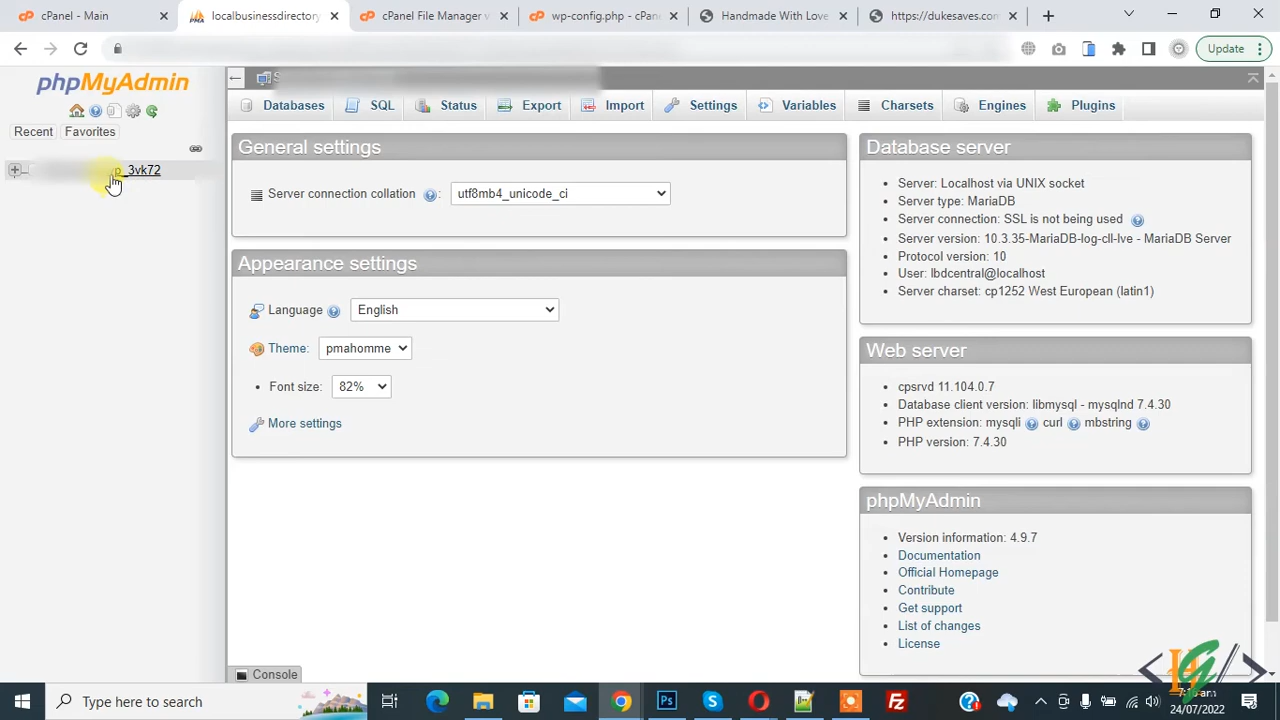 cPanel - Main
localbusinessdirectory
cPanel File Manager v
wp-config.php - cPan
Handmade With Love
https://dukesaves.com
Update
phpMyAdmin
Recent
Favorites
p_3vk72
Databases
SQL
Status
Export
Import
Settings
Variables
Charsets
Engines
Plugins
General settings
Server connection collation
:
utf8mb4_unicode_ci
Appearance settings
Language
English
Theme:
pmahomme
Font size:
82%
More settings
Database server
Server: Localhost via UNIX socket
Server type: MariaDB
Server connection: SSL is not being used
Server version: 10.3.35-MariaDB-log-cll-lve - MariaDB Server
Protocol version: 10
User: lbdcentral@localhost
Server charset: cp1252 West European (latin1)
Web server
cpsrvd 11.104.0.7
Database client version: libmysql - mysqlnd 7.4.30
PHP extension: mysqli curl mbstring
PHP version: 7.4.30
phpMyAdmin
Version information: 4.9.7
Documentation
Official Homepage
Contribute
Get support
List of changes
License
Console
Type here to search
24/07/2022